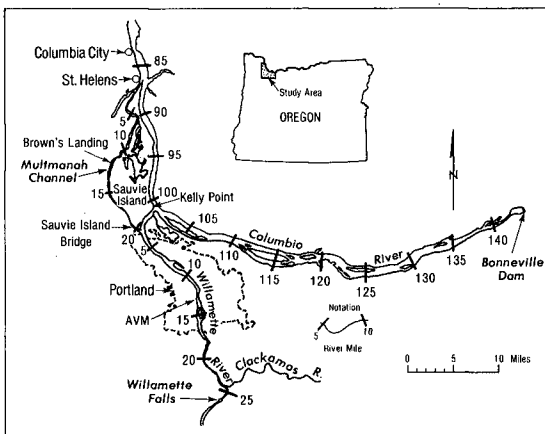 Columbia City
St. Helens
85
90
5
10
Brown's Landing
Multmanah
Channel
95
15
Sauvie
Island
100
Kelly Point
Sauvie Island
Bridge
20
5
105
Columbia
River
110
115
120
125
130
135
140
Bonneville
Dam
10
Portland
Willamette
AVM
15
20
River
Clackamos R.
Willamette
Falls
25
Study Area
OREGON
N
Notation
5
10
River Mile
0 5 10 Miles